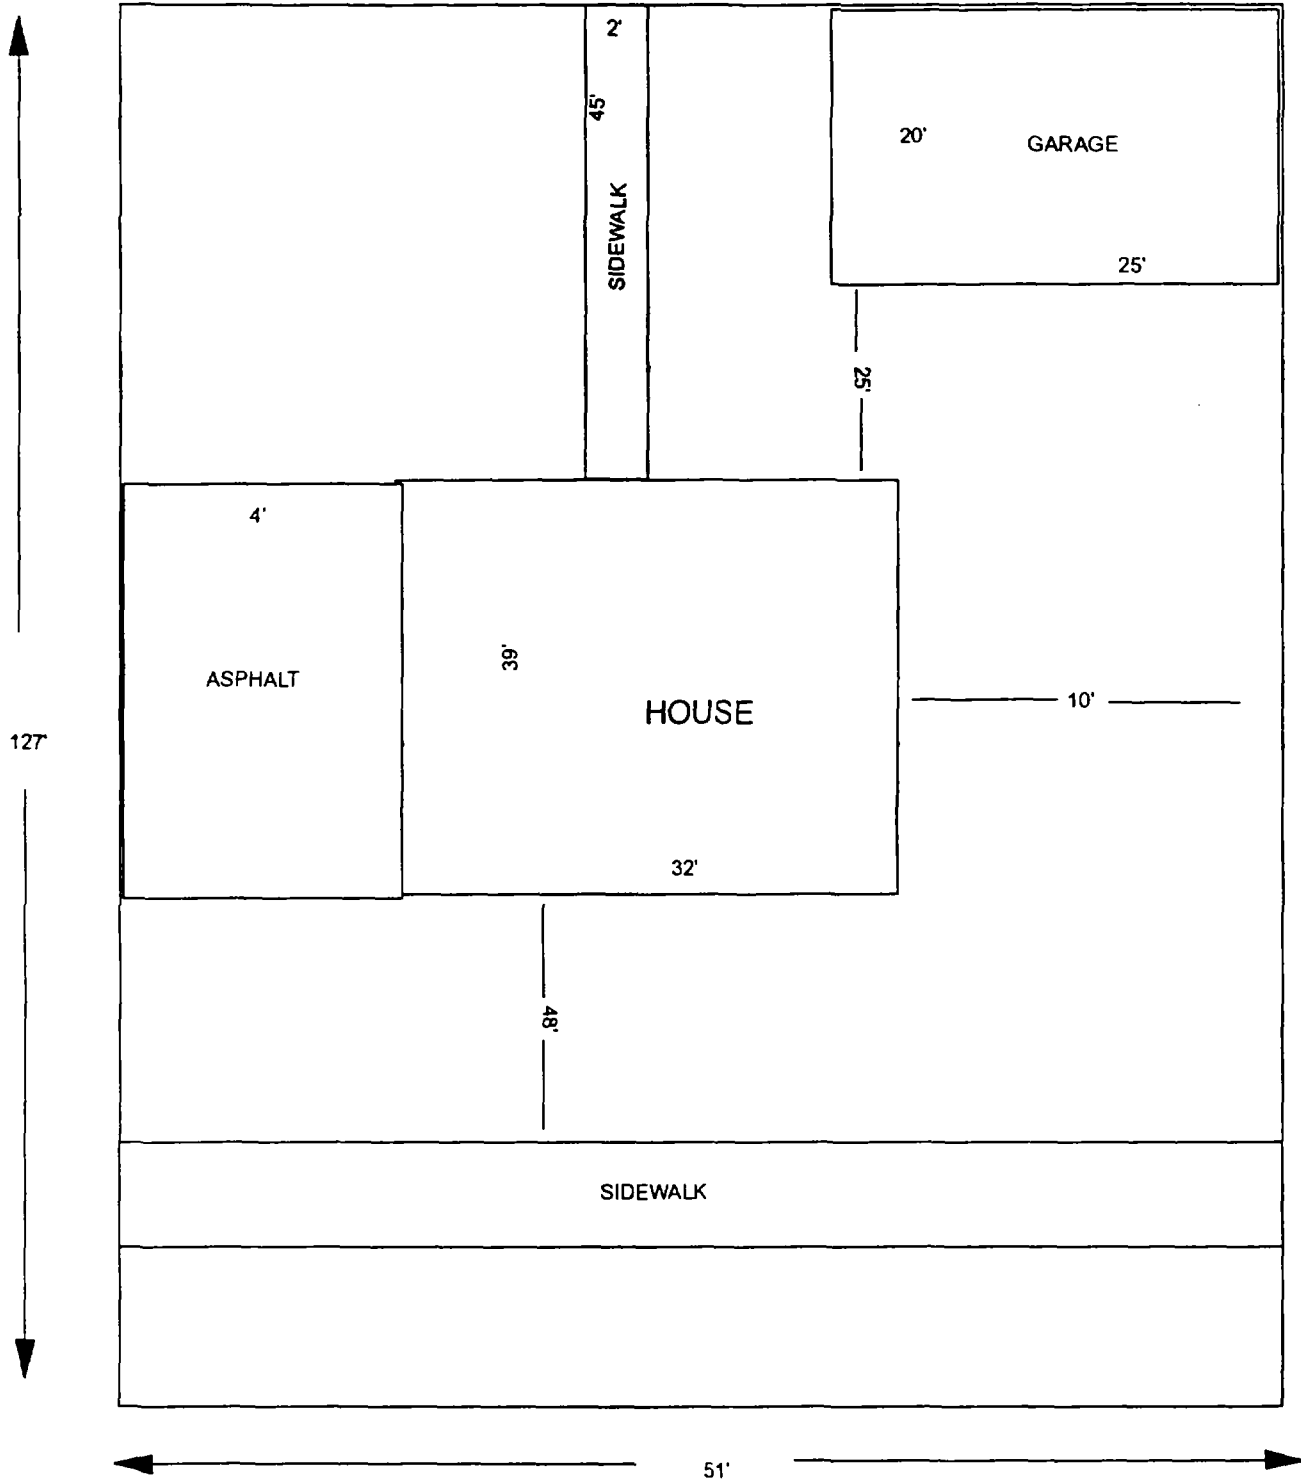 2'
45'
SIDEWALK
20'
GARAGE
25'
25'
4'
39'
ASPHALT
HOUSE
10'
127'
32'
48'
SIDEWALK
51'